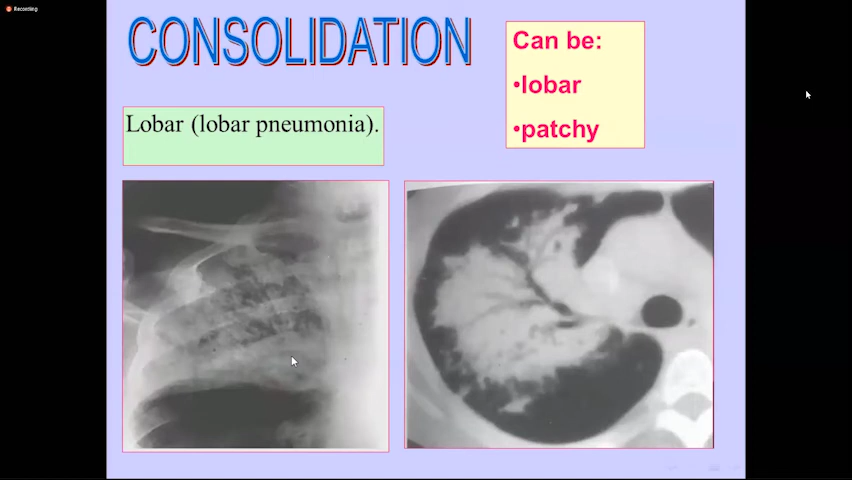 Recording
CONSOLIDATION
Can be:
•lobar
•patchy
Lobar (lobar pneumonia).